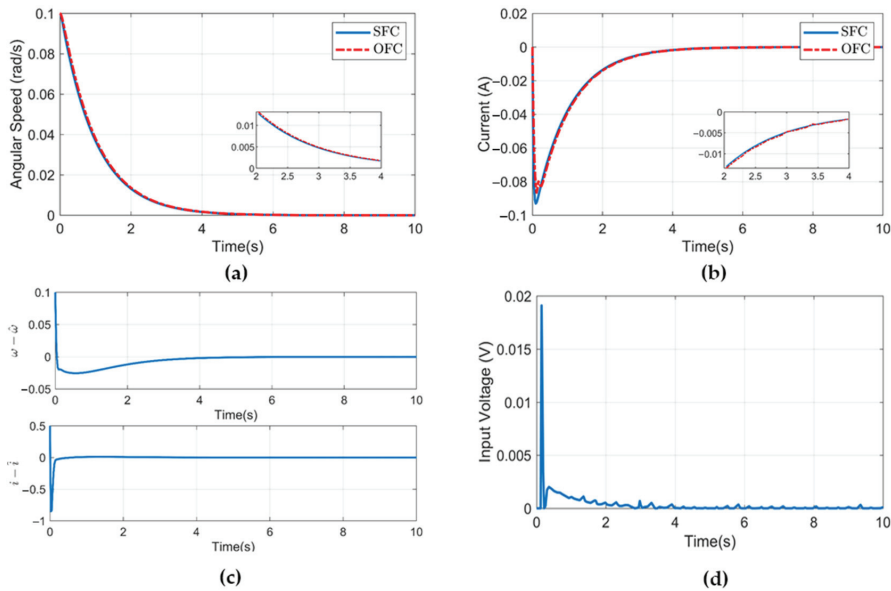 0.1
0.08
0.06
0.04
0.02
0
Angular Speed (rad/s)
SFC
OFC
0.01
0.005
0
2 2.5 3 3.5 4
0 2 4 6 8 10
Time(s)
(a)
0.02
0
−0.02
−0.04
−0.06
−0.08
−0.1
Current (A)
SFC
OFC
0
−0.005
−0.01
2 2.5 3 3.5 4
0 2 4 6 8 10
Time(s)
(b)
0.1
0.05
0
−0.05
ω − ω̂
0 2 4 6 8 10
Time(s)
0.5
0
−0.5
−1
i − î
0 2 4 6 8 10
Time(s)
(c)
0.02
0.015
0.01
0.005
0
Input Voltage (V)
0 2 4 6 8 10
Time(s)
(d)